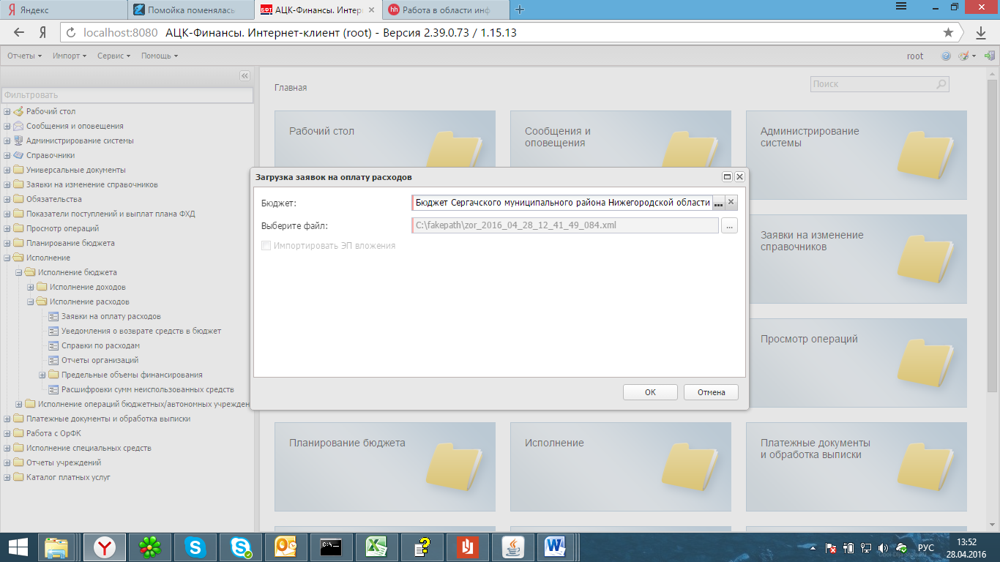 Яндекс
Помойка поменялась
БФТ АЦК-Финансы. Интерн
hh Работа в области инф
localhost:8080 АЦК-Финансы. Интернет-клиент (root) - Версия 2.39.0.73 / 1.15.13
Отчеты Импорт Сервис Помощь
root
Фильтровать
Рабочий стол
Сообщения и оповещения
Администрирование системы
Справочники
Универсальные документы
Заявки на изменение справочников
Обязательства
Показатели поступлений и выплат плана ФХД
Просмотр операций
Планирование бюджета
Исполнение
Исполнение бюджета
Исполнение доходов
Исполнение расходов
Заявки на оплату расходов
Уведомления о возврате средств в бюджет
Справки по расходам
Отчеты организаций
Предельные объемы финансирования
Расшифровки сумм неиспользованных средств
Исполнение операций бюджетных/автономных учрежден
Платежные документы и обработка выписки
Работа с ОрФК
Исполнение специальных средств
Отчеты учреждений
Каталог платных услуг
Главная
Поиск
Рабочий стол
Сообщения и
оповещения
Администрирование
системы
Заявки на изменение
справочников
Просмотр операций
Планирование бюджета
Исполнение
Платежные документы
и обработка выписки
Загрузка заявок на оплату расходов
Бюджет:
Бюджет Сергачского муниципального района Нижегородской области
...
Выберите файл:
C:\fakepath\zor_2016_04_28_12_41_49_084.xml
...
Импортировать ЭП вложения
ОК
Отмена
РУС
13:52
28.04.2016